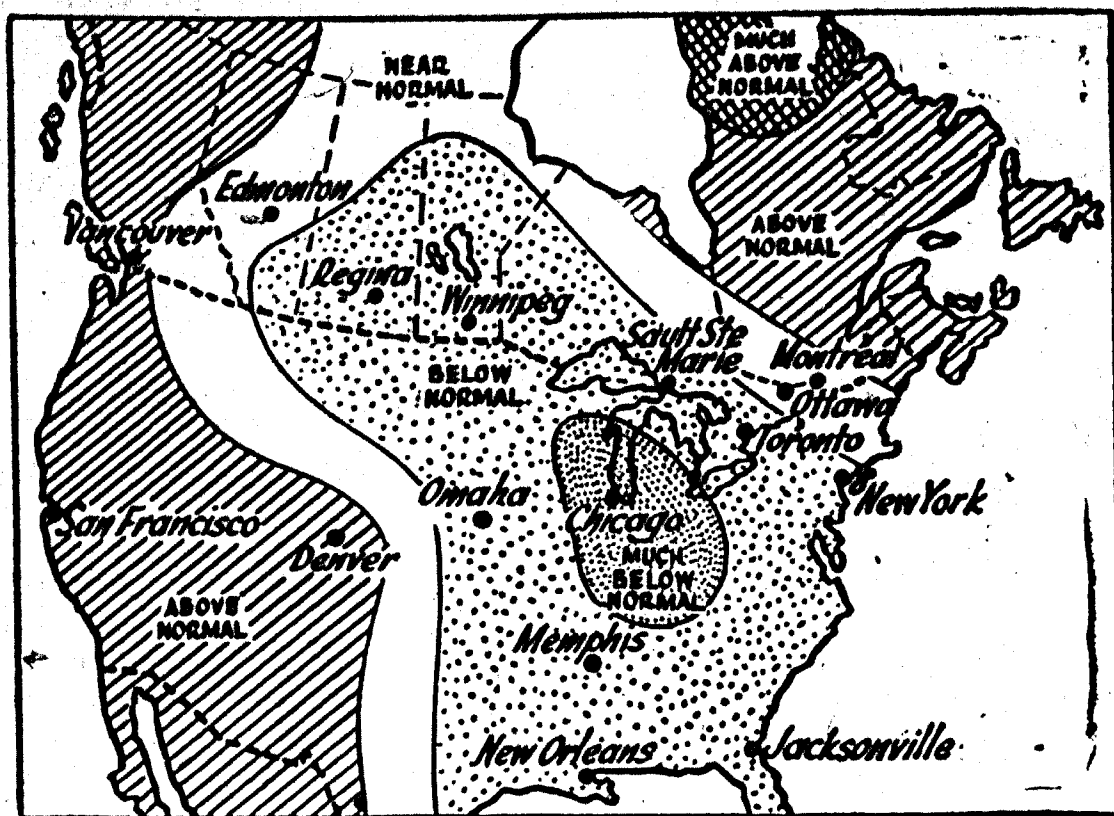 MUCH
ABOVE
NORMAL
NEAR
NORMAL
Edmonton
Vancouver
ABOVE
NORMAL
Regina
Winnipeg
Sault Ste
Marie
Montreal
BELOW
NORMAL
Ottawa
Toronto
Omaha
New York
San Francisco
Chicago
Denver
MUCH
BELOW
NORMAL
ABOVE
NORMAL
Memphis
New Orleans
Jacksonville